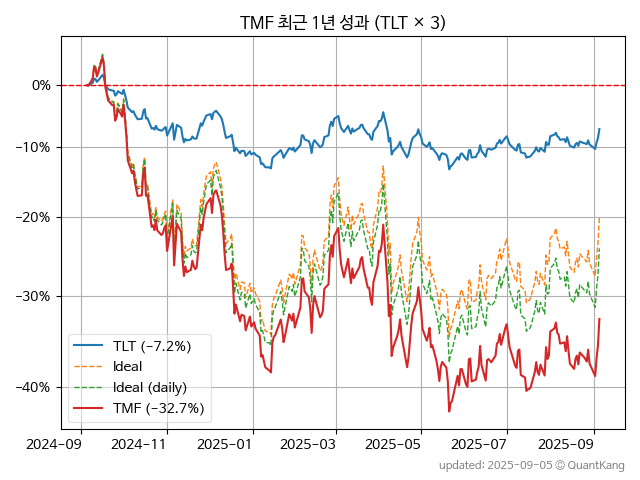 TMF 최근 1년 성과 (TLT × 3)
0%
−10%
−20%
−30%
−40%
TLT (−7.2%)
Ideal
Ideal (daily)
TMF (−32.7%)
2024-09 2024-11 2025-01 2025-03 2025-05 2025-07 2025-09
updated: 2025-09-05 © QuantKang